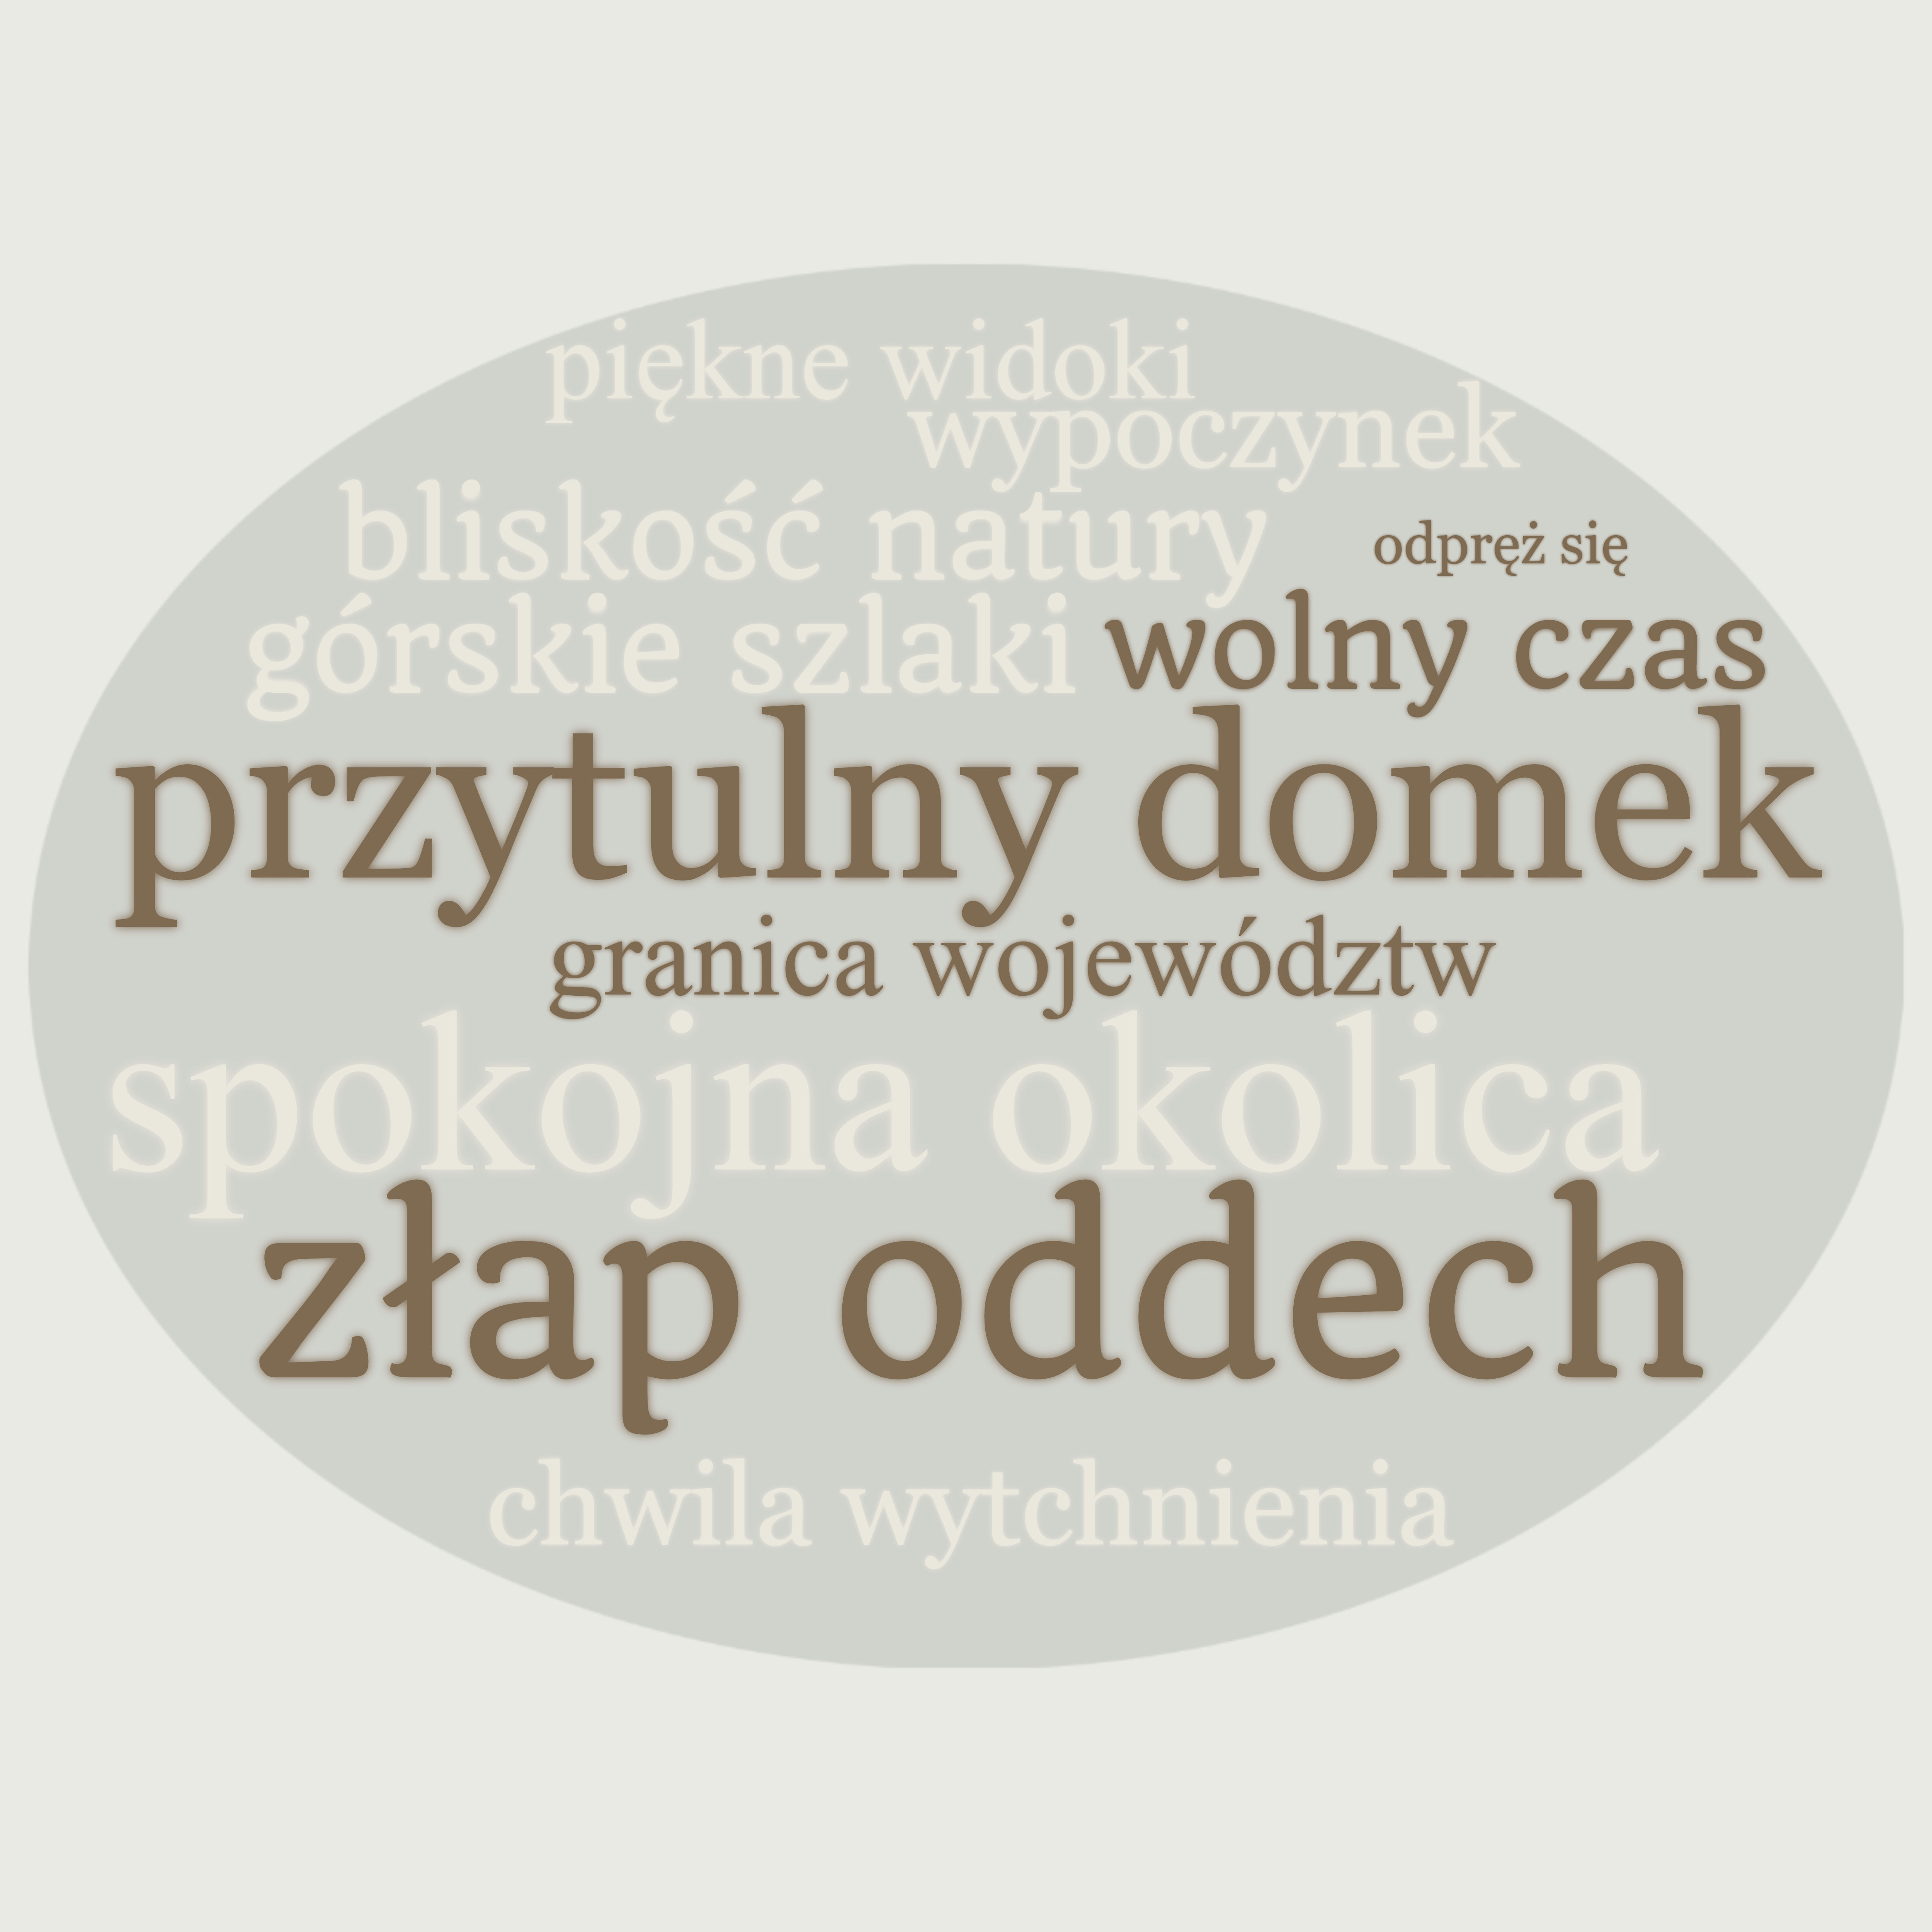 piękne widoki
wypoczynek
bliskość natury
odpręż się
górskie szlaki
wolny czas
przytulny domek
granica województw
spokojna okolica
złap oddech
chwila wytchnienia